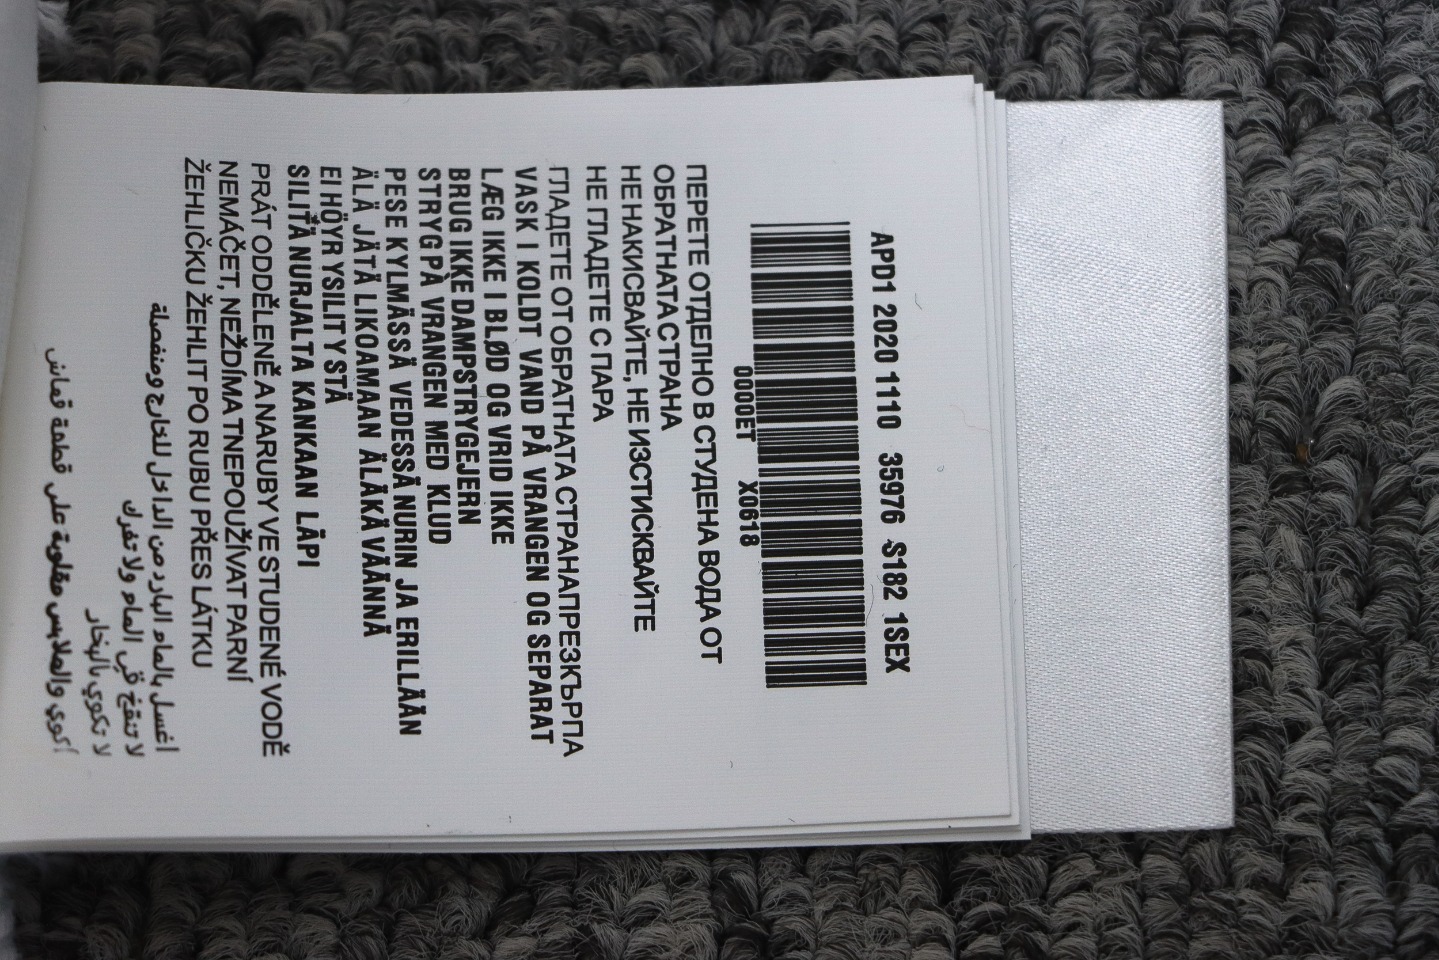 APD1 2020 1110 35976 S182 1SEX
0000ET X0618
ПЕРЕТЕ ОТДЕЛНО В СТУДЕНА ВОДА ОТ
ОБРАТНАТА СТРАНА
НЕ НАКИСВАЙТЕ, НЕ ИЗСТИСКВАЙТЕ
НЕ ГЛАДЕТЕ С ПАРА
ГЛАДЕТЕ ОТ ОБРАТНАТА СТРАНАПРЕЗКЪРПА
VASK I KOLDT VAND PÅ VRANGEN OG SEPARAT
LÆG IKKE I BLØD OG VRID IKKE
BRUG IKKE DAMPSTRYGEJERN
STRYG PÅ VRANGEN MED KLUD
PESE KYLMÄSSÄ VEDESSÄ NURIN JA ERILLÄÄN
ÄLÄ JÄTÄ LIKOAMAAN ÄLÄKÄ VÄÄNNÄ
EI HÖYRYSILITYSTÄ
SILITÄ NURJALTA KANKAAN LÄPI
PRÁT ODDĚLENĚ A NARUBY VE STUDENÉ VODĚ
NEMÁČET, NEŽDÍMA TNEPOUŽÍVAT PARNÍ
ŽEHLIČKU ŽEHLIT PO RUBU PŘES LÁTKU
اغسل بالماء البارد من الداخل للخارج ومنفصلة
لا تنقع في الماء ولا تفرك
لا تكوي بالبخار
أكوي والملابس مقلوبة على قطعة قماش